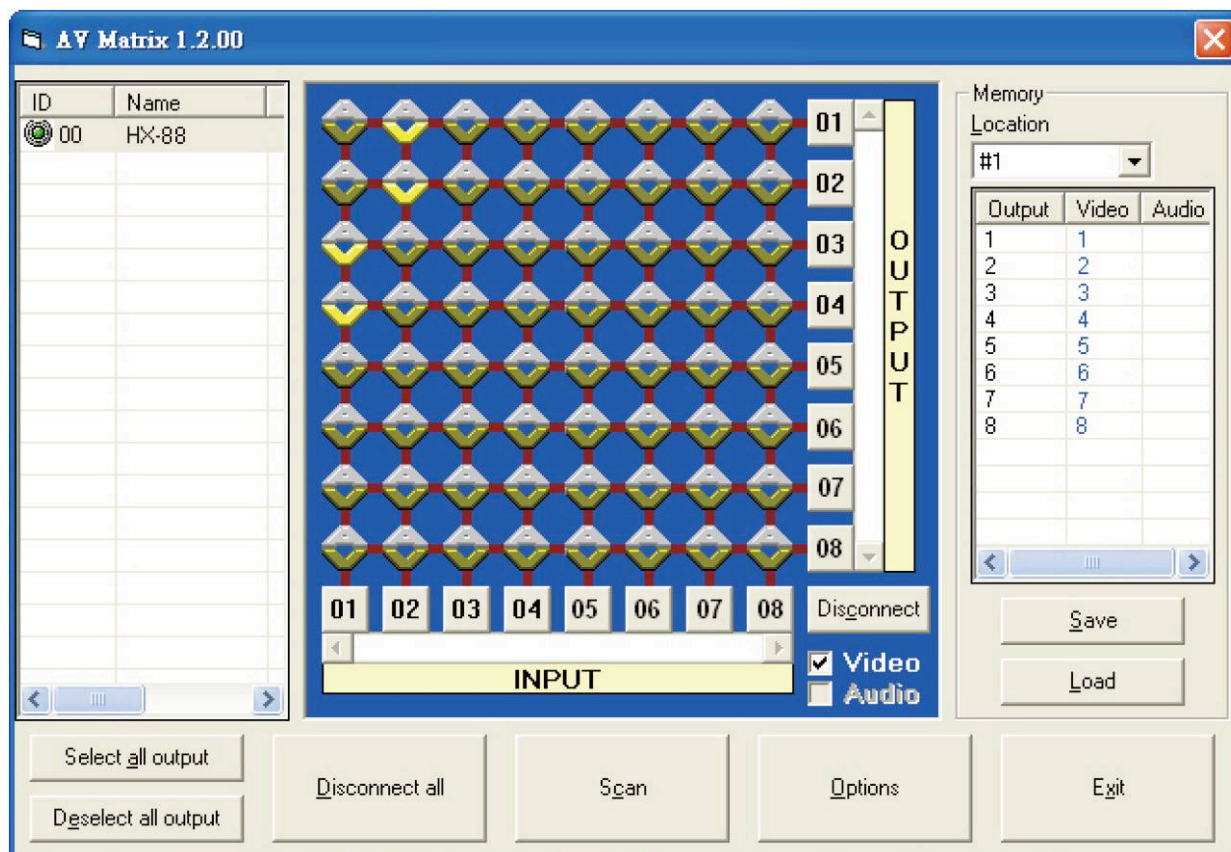 AV Matrix 1.2.00
ID Name
00 HX-88
01
02
03
04
05
06
07
08
OUTPUT
01 02 03 04 05 06 07 08
INPUT
Disconnect
Video
Audio
Memory
Location
#1
Output Video Audio
1 1
2 2
3 3
4 4
5 5
6 6
7 7
8 8
Save
Load
Select all output
Deselect all output
Disconnect all
Scan
Options
Exit